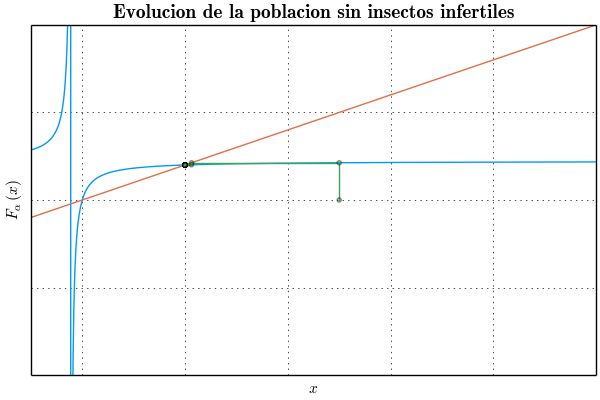 Evolucion de la poblacion sin insectos infertiles
F_α (x)
x